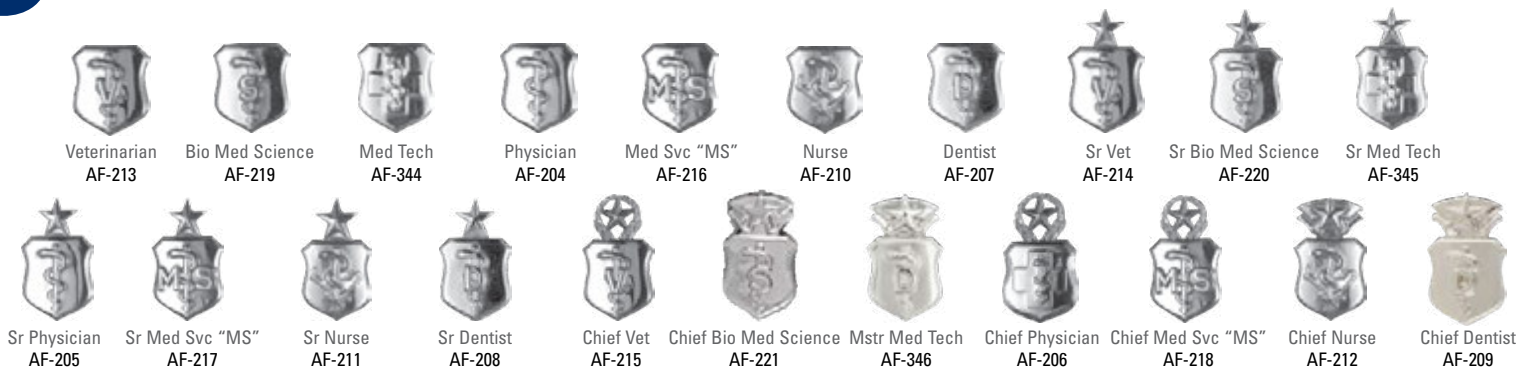 Veterinarian Bio Med Science Med Tech Physician Med Svc “MS” Nurse Dentist Sr Vet Sr Bio Med Science Sr Med Tech
AF-213 AF-219 AF-344 AF-204 AF-216 AF-210 AF-207 AF-214 AF-220 AF-345
Sr Physician Sr Med Svc “MS” Sr Nurse Sr Dentist Chief Vet Chief Bio Med Science Mstr Med Tech Chief Physician Chief Med Svc “MS” Chief Nurse Chief Dentist
AF-205 AF-217 AF-211 AF-208 AF-215 AF-221 AF-346 AF-206 AF-218 AF-212 AF-209